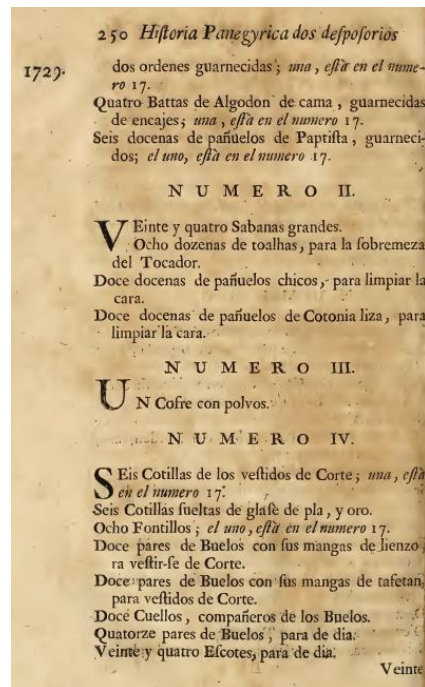 250 Hiſtoria Panegyrica dos deſpoſorios
1729.
dos ordenes guarnecidas; una, eſtà en el nume-
ro 17.
Quatro Battas de Algodon de cama, guarnecidas
de encajes; una, eſtà en el numero 17.
Seis docenas de pañuelos de Paptiſta, guarneci-
dos; el uno, eſtà en el numero 17.
NUMERO II.
VEinte y quatro Sabanas grandes.
Ocho dozenas de toalhas, para la ſobremeza
del Tocador.
Doce docenas de pañuelos chicos, para limpiar la
cara.
Doce docenas de pañuelos de Cotonia liza, para
limpiar la cara.
NUMERO III.
UN Cofre con polvos.
NUMERO IV.
SEis Cotillas de los veſtidos de Corte; una, eſtà
en el numero 17.
Seis Cotillas ſueltas de glaſè de pla, y oro.
Ocho Fontillos; el uno, eſtà en el numero 17.
Doce pares de Buelos con ſus mangas de lienzo
ra veſtir-ſe de Corte.
Doce pares de Buelos con ſus mangas de tafetan,
para veſtidos de Corte.
Doce Cuellos, compañeros de los Buelos.
Quatorze pares de Buelos, para de dia.
Veinte y quatro Eſcotes, para de dia.
Veinte